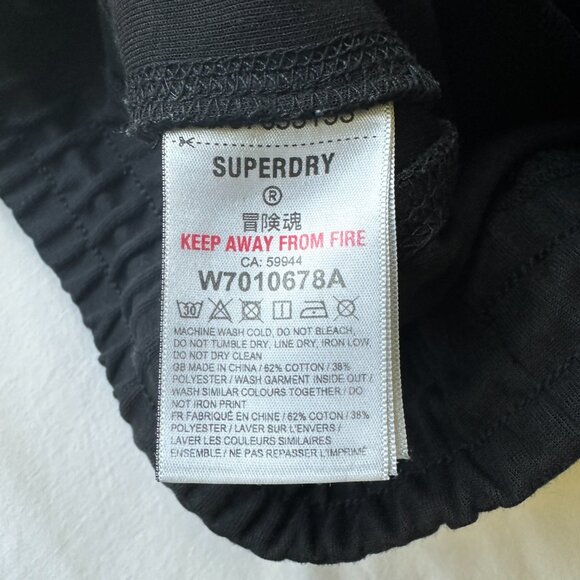 SUPERDRY
®
冒険魂
KEEP AWAY FROM FIRE
CA: 59944
W7010678A
30
MACHINE WASH COLD, DO NOT BLEACH,
DO NOT TUMBLE DRY, LINE DRY, IRON LOW,
DO NOT DRY CLEAN
GB MADE IN CHINA / 62% COTTON / 38%
POLYESTER / WASH GARMENT INSIDE OUT /
WASH SIMILAR COLOURS TOGETHER / DO
NOT IRON PRINT
FR FABRIQUÉ EN CHINE / 62% COTON / 38%
POLYESTER / LAVER SUR L'ENVERS /
LAVER LES COULEURS SIMILAIRES
ENSEMBLE / NE PAS REPASSER L'IMPRIMÉ